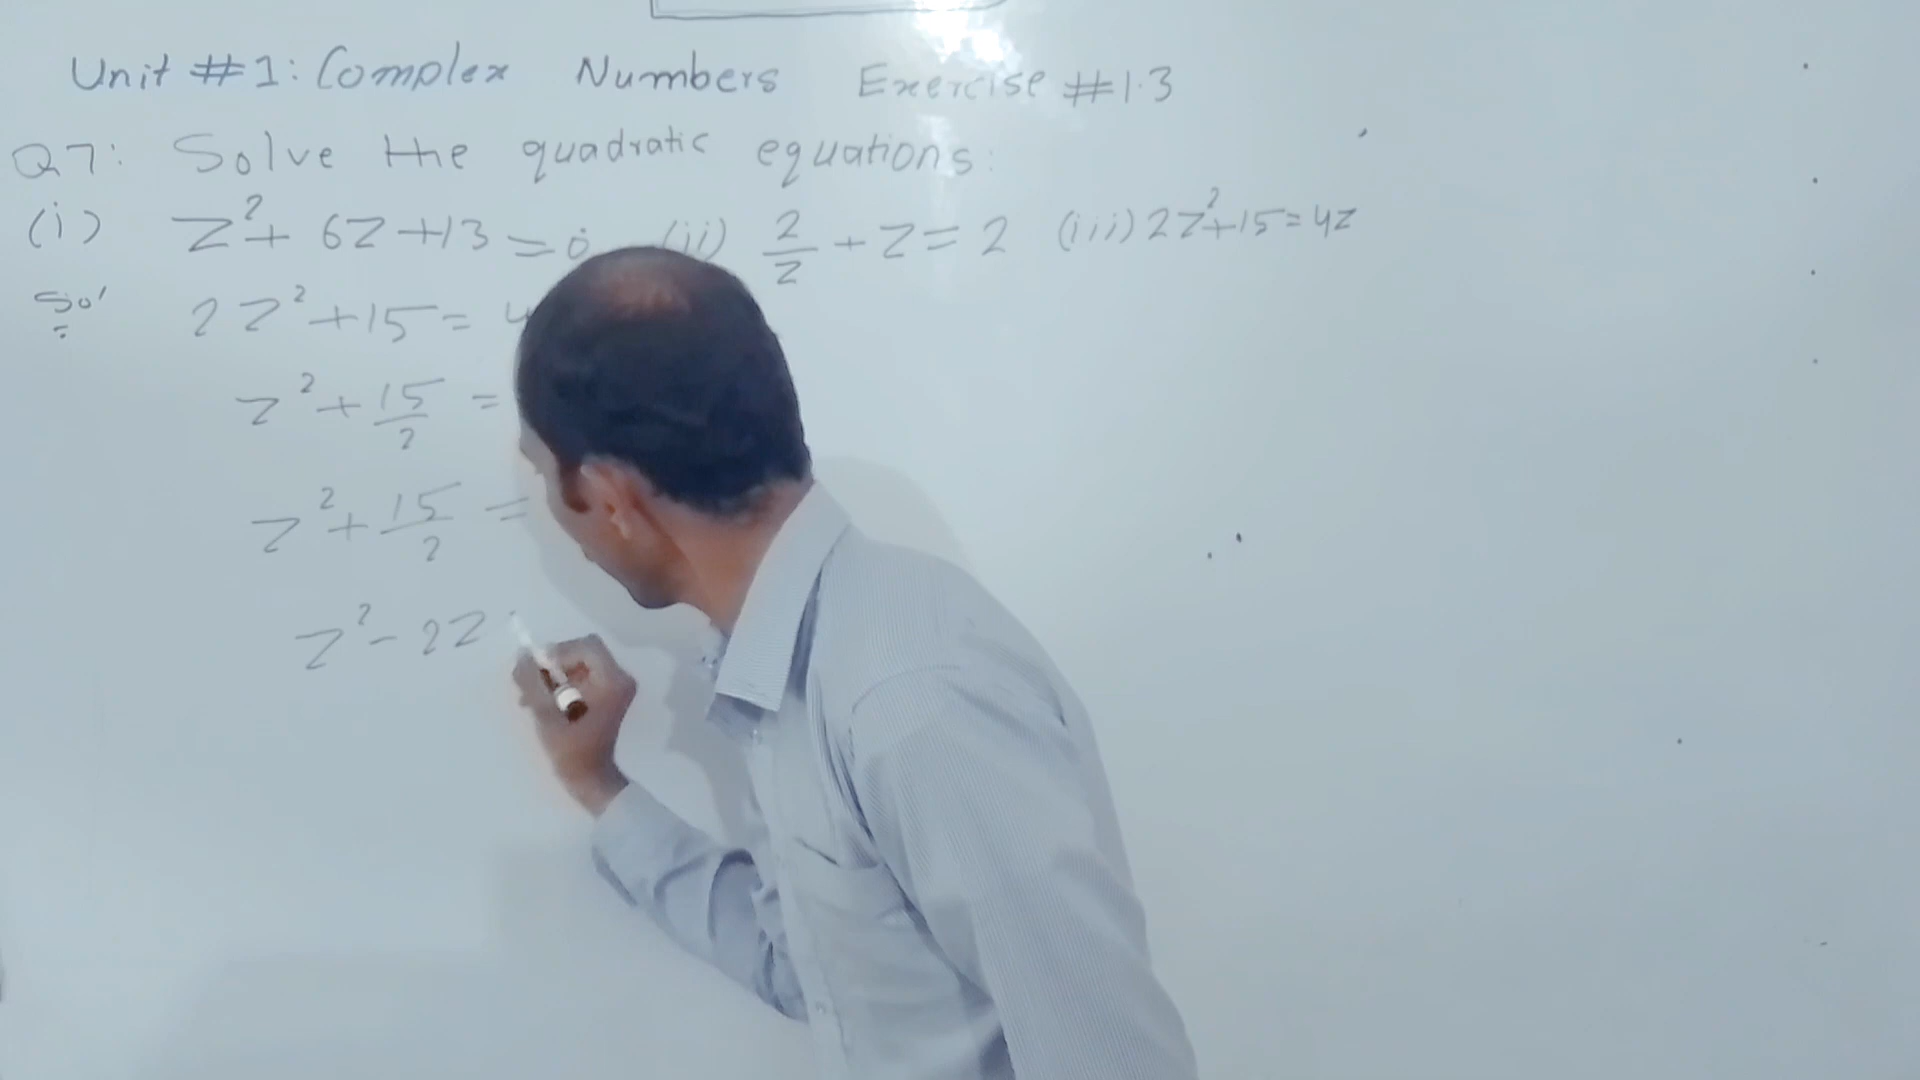 Unit #1: Complex Numbers Exercise #1.3
Q7: Solve the quadratic equations:
(i) z²+ 6z+13 =0 (ii) 2/z + z = 2 (iii) 2z²+15=4z
Sol 2z²+15= 4
z²+ 15/2 =
z²+ 15/2 =
z²- 2z